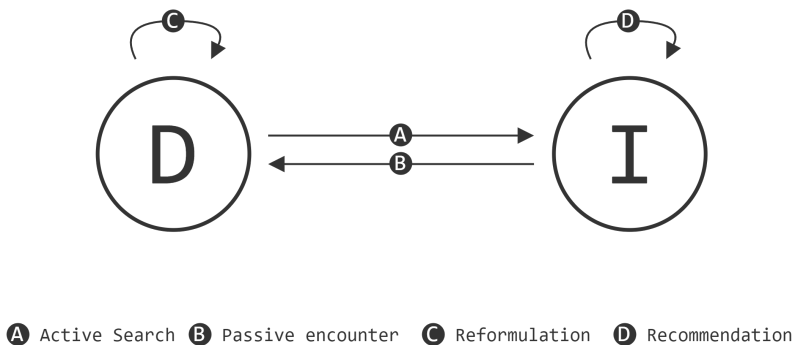 C D
D A I
B
A Active Search B Passive encounter C Reformulation D Recommendation